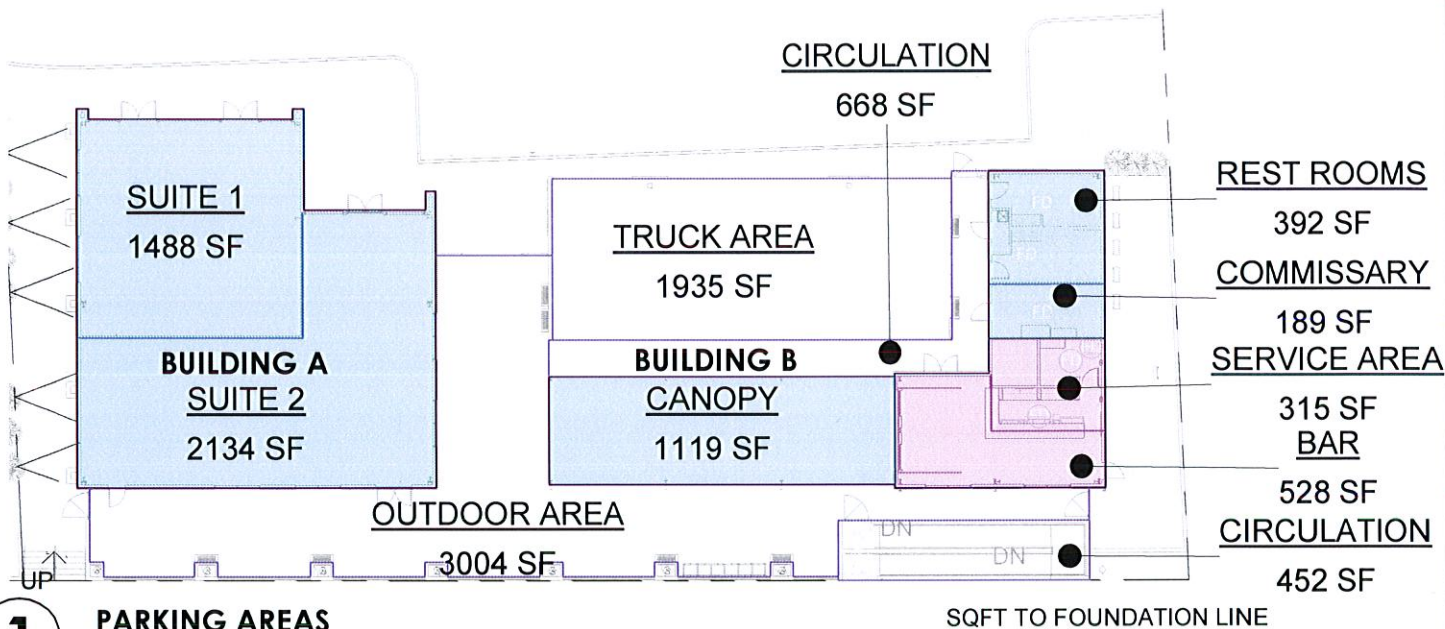 CIRCULATION
668 SF
SUITE 1
1488 SF
TRUCK AREA
1935 SF
REST ROOMS
392 SF
COMMISSARY
189 SF
SERVICE AREA
315 SF
BAR
528 SF
CIRCULATION
452 SF
BUILDING A
SUITE 2
2134 SF
BUILDING B
CANOPY
1119 SF
FD
FD
OUTDOOR AREA
3004 SF
DN
DN
UP
1
PARKING AREAS
SQFT TO FOUNDATION LINE